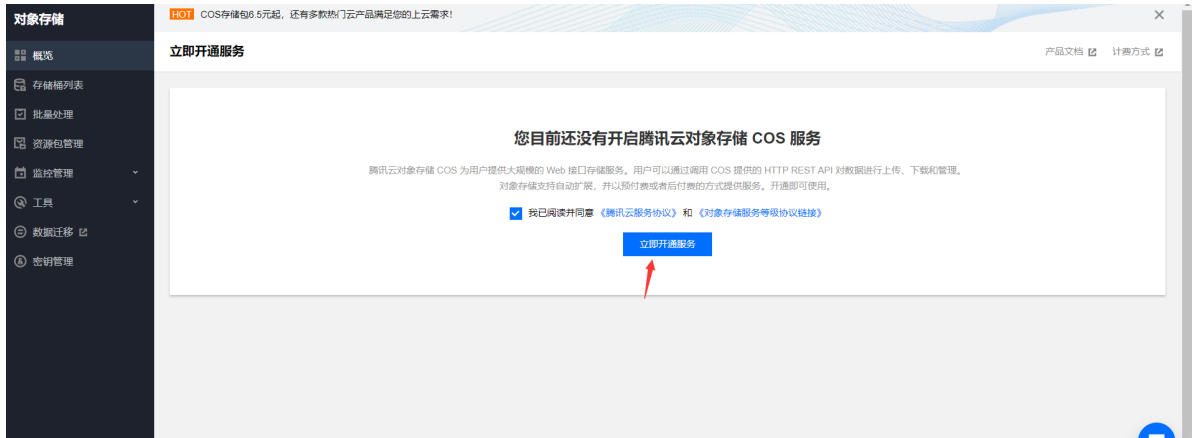 对象存储
概览
存储桶列表
批量处理
资源包管理
监控管理
工具
数据迁移
密钥管理
HOT COS存储包6.5元起，还有多款热门云产品满足您的上云需求！
立即开通服务
产品文档 计费方式
您目前还没有开启腾讯云对象存储 COS 服务
腾讯云对象存储 COS 为用户提供大规模的 Web 接口存储服务。用户可以通过调用 COS 提供的 HTTP REST API 对数据进行上传、下载和管理。
对象存储支持自动扩展，并以预付费或者后付费的方式提供服务。开通即可使用。
我已阅读并同意 《腾讯云服务协议》 和 《对象存储服务等级协议链接》
立即开通服务